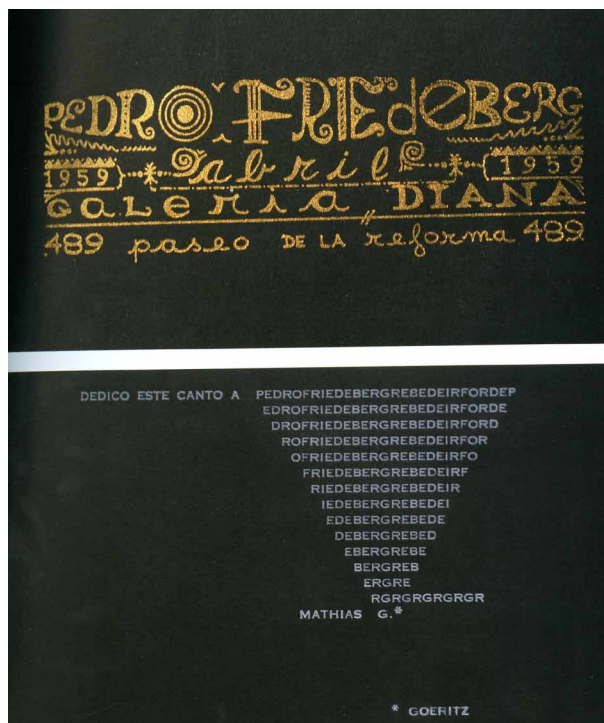 PEDRO FRIEdeBERG
1959 abril 1959
GaLeria DIANA
489 paseo DE LA reforma 489
DEDICO ESTE CANTO A PEDROFRIEDEBERGREBEDEIRFORDEP
EDROFRIEDEBERGREBEDEIRFORDE
DROFRIEDEBERGREBEDEIRFORD
ROFRIEDEBERGREBEDEIRFOR
OFRIEDEBERGREBEDEIRFO
FRIEDEBERGREBEDEIRF
RIEDEBERGREBEDEIR
IEDEBERGREBEDEI
EDEBERGREBEDE
DEBERGREBED
EBERGREBE
BERGREB
ERGRE
RGRGRGRGRGR
MATHIAS G.*
* GOERITZ